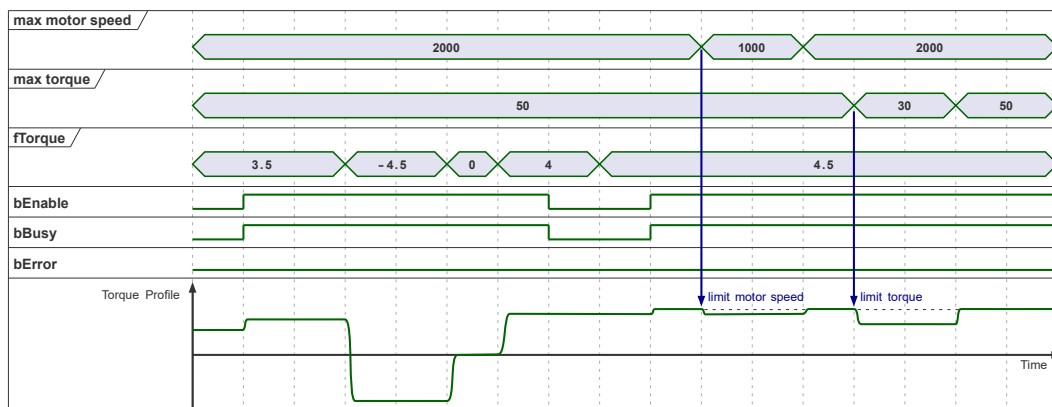 max motor speed
2000 1000 2000
max torque
50 30 50
fTorque
3.5 -4.5 0 4 4.5
bEnable
bBusy
bError
Torque Profile
limit motor speed limit torque
Time